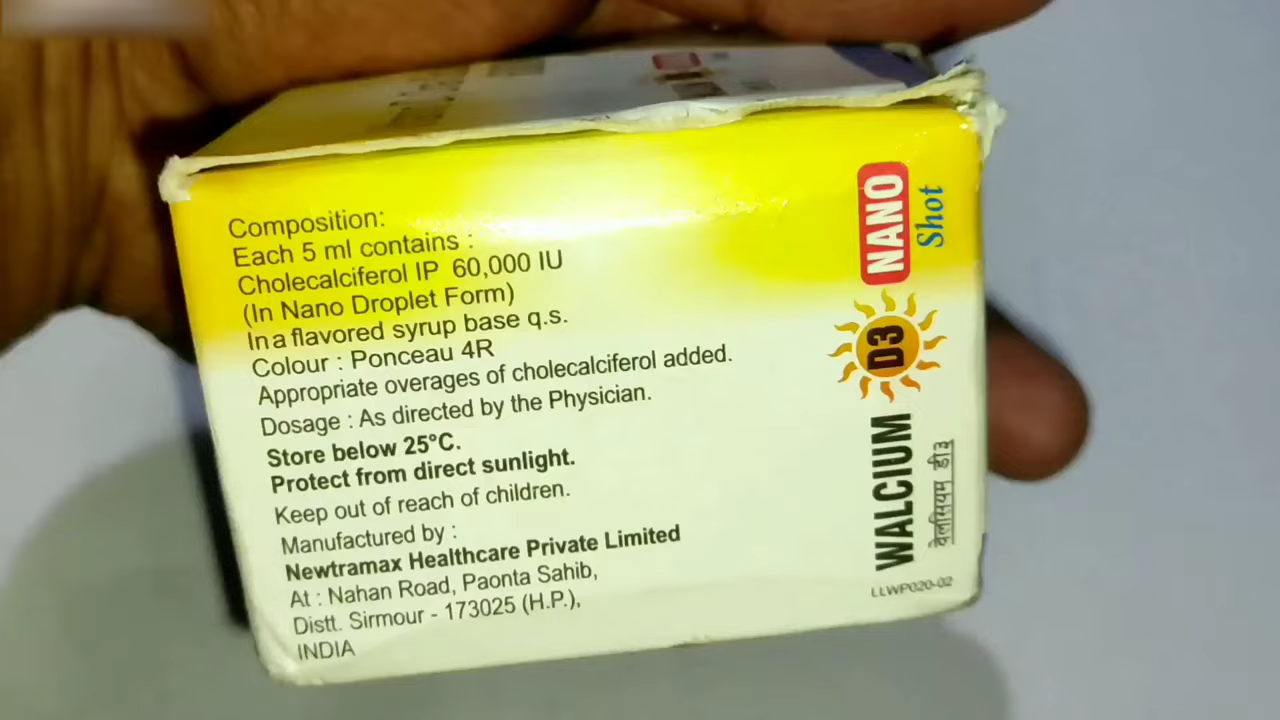 Composition:
Each 5 ml contains :
Cholecalciferol IP 60,000 IU
(In Nano Droplet Form)
In a flavored syrup base q.s.
Colour : Ponceau 4R
Appropriate overages of cholecalciferol added.
Dosage : As directed by the Physician.
Store below 25°C.
Protect from direct sunlight.
Keep out of reach of children.
Manufactured by :
Newtramax Healthcare Private Limited
At : Nahan Road, Paonta Sahib,
Distt. Sirmour - 173025 (H.P.),
INDIA
WALCIUM D3 NANO
Shot
वेलसियम डी३
LLWP020-02